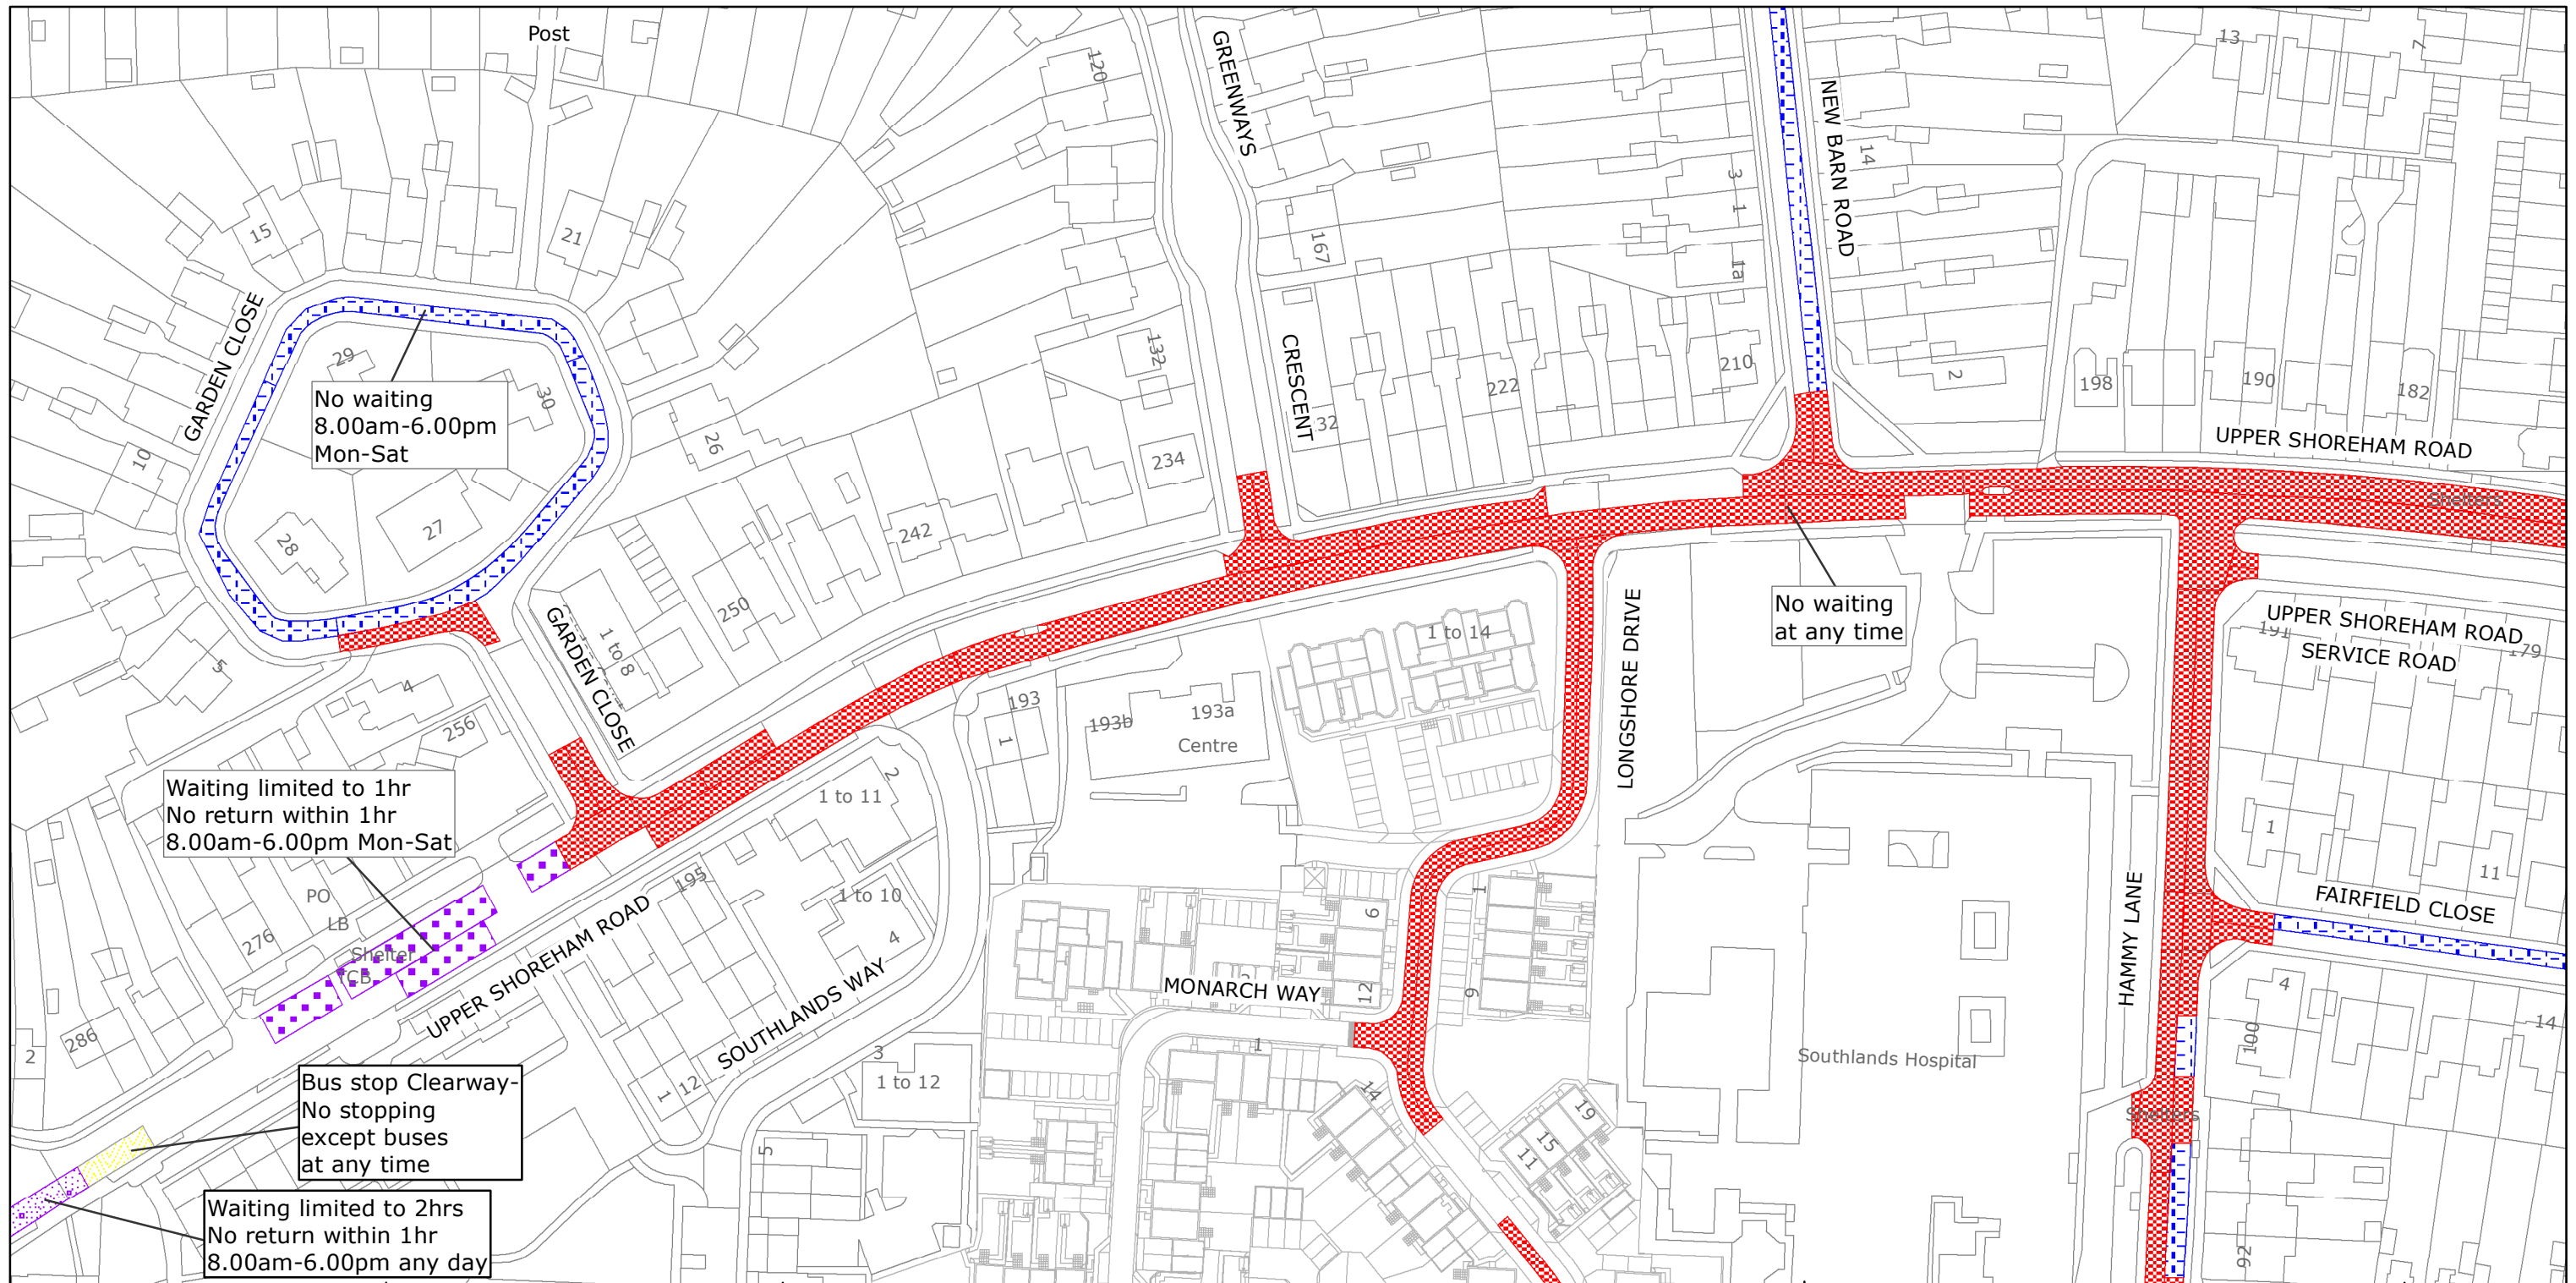 Post
120
GREENWAYS
13
7
NEW BARN ROAD
14
3
1
15
21
167
1a
GARDEN CLOSE
29
30
132
CRESCENT
32
222
210
2
198
190
182
No waiting
8.00am-6.00pm
Mon-Sat
10
26
234
UPPER SHOREHAM ROAD
Shelters
28
27
242
250
GARDEN CLOSE
1 to 8
5
4
256
1 to 14
LONGSHORE DRIVE
No waiting
at any time
UPPER SHOREHAM ROAD
SERVICE ROAD
191
179
193
1
193b
193a
Centre
Waiting limited to 1hr
No return within 1hr
8.00am-6.00pm Mon-Sat
2
1 to 11
195
1 to 10
4
1
11
FAIRFIELD CLOSE
HAMMY LANE
PO
LB
276
Shelter
TCB
UPPER SHOREHAM ROAD
SOUTHLANDS WAY
6
1
9
12
MONARCH WAY
1
4
14
100
286
2
Bus stop Clearway-
No stopping
except buses
at any time
1
12
3
1 to 12
5
14
19
15
11
Southlands Hospital
Shelters
92
Waiting limited to 2hrs
No return within 1hr
8.00am-6.00pm any day